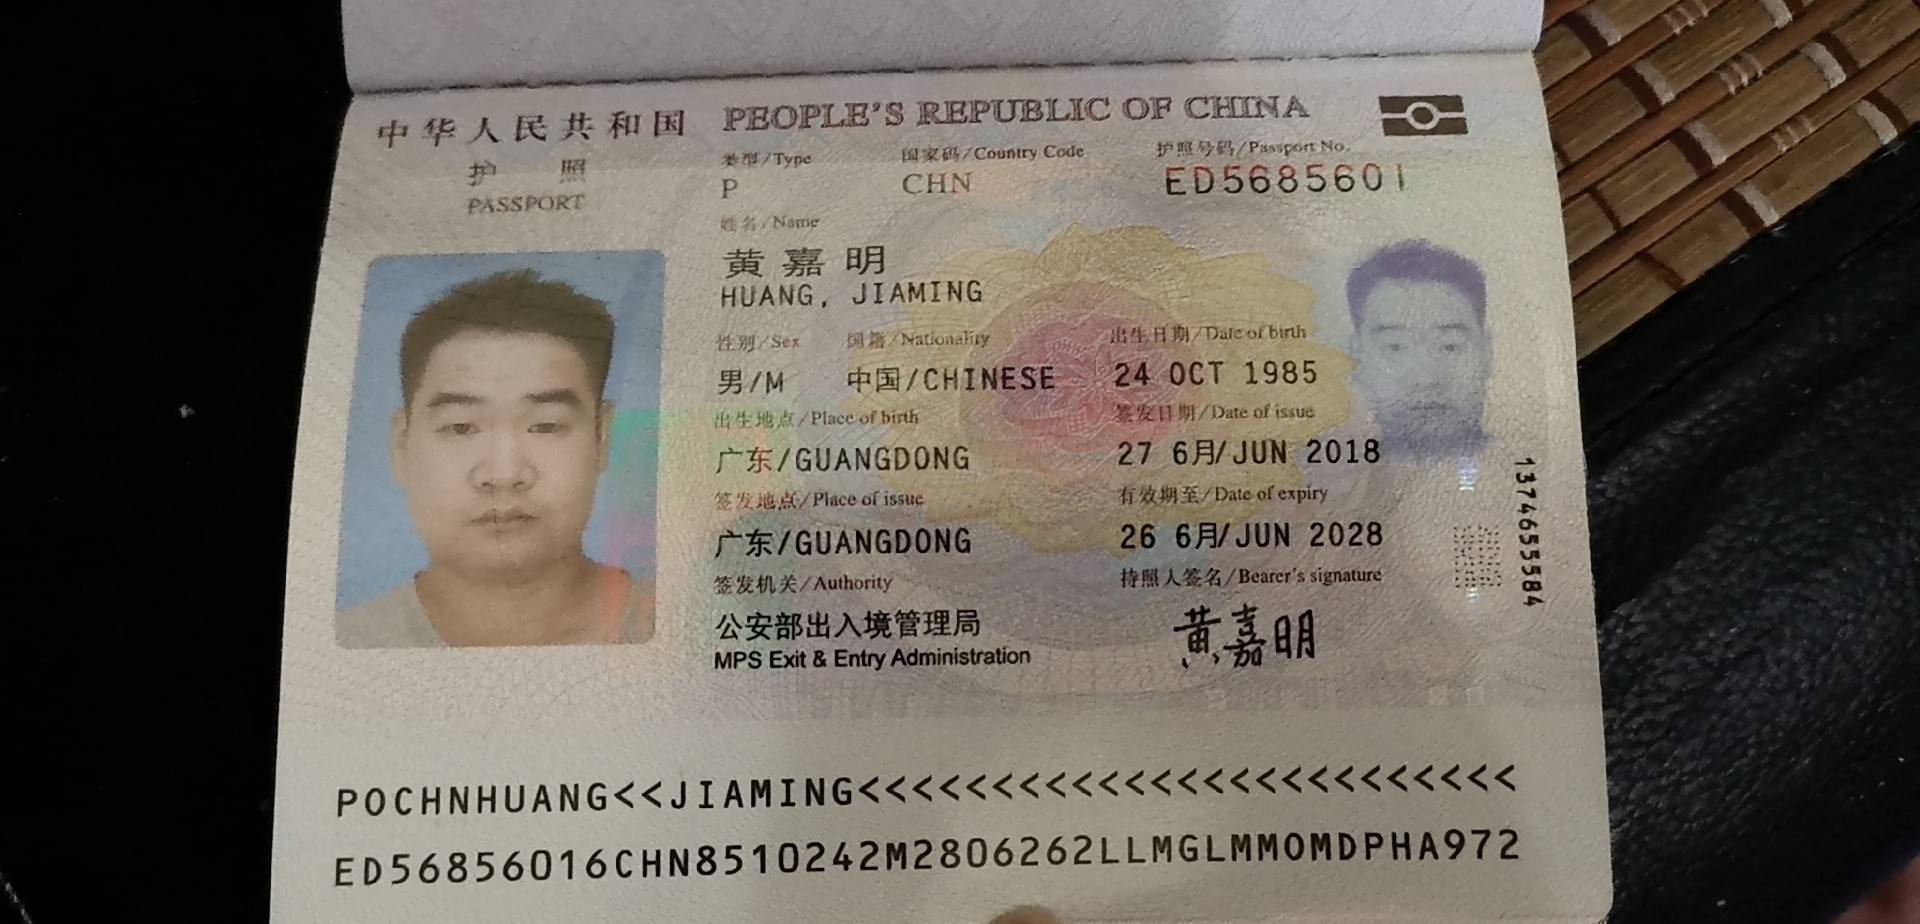 中华人民共和国 PEOPLE'S REPUBLIC OF CHINA
护 照
PASSPORT
类型/Type 国家码/Country Code 护照号码/Passport No.
P CHN ED5685601
姓名/Name
黄嘉明
HUANG, JIAMING
性别/Sex 国籍/Nationality 出生日期/Date of birth
男/M 中国/CHINESE 24 OCT 1985
出生地点/Place of birth 签发日期/Date of issue
广东/GUANGDONG 27 6月/JUN 2018
签发地点/Place of issue 有效期至/Date of expiry
广东/GUANGDONG 26 6月/JUN 2028
签发机关/Authority 持照人签名/Bearer's signature
公安部出入境管理局 黄嘉明
MPS Exit & Entry Administration
1374655584
POCHNHUANG<<JIAMING<<<<<<<<<<<<<<<<<<<<<<<<<
ED56856016CHN8510242M2806262LLMGLMMOMDPHA972